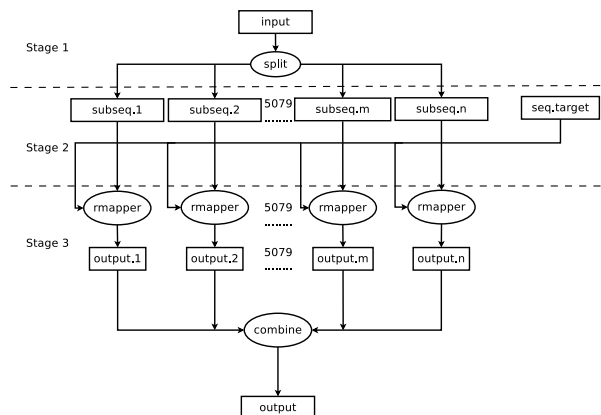 input
Stage 1
split
subseq.1 subseq.2 5079 subseq.m subseq.n seq.target
........
Stage 2
rmapper rmapper 5079 rmapper rmapper
........
Stage 3
output.1 output.2 5079 output.m output.n
........
combine
output